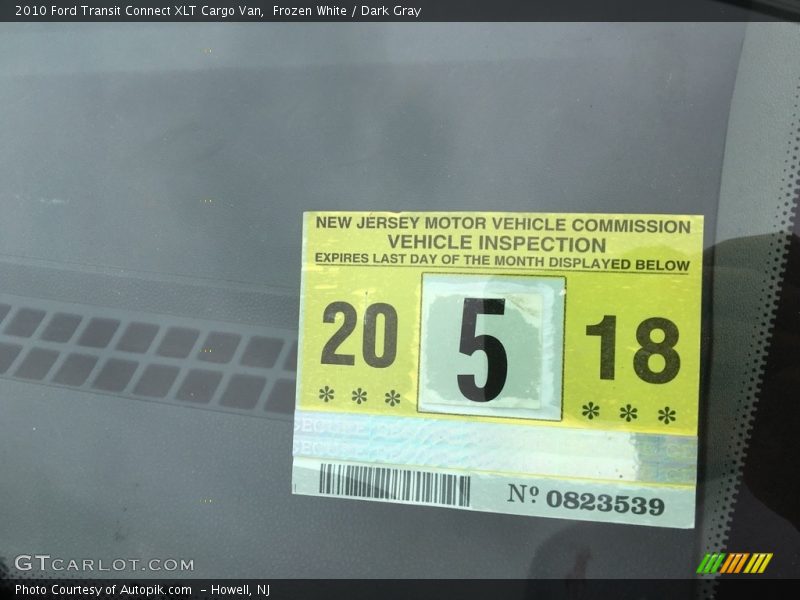 2010 Ford Transit Connect XLT Cargo Van,  Frozen White / Dark Gray
NEW JERSEY MOTOR VEHICLE COMMISSION
VEHICLE INSPECTION
EXPIRES LAST DAY OF THE MONTH DISPLAYED BELOW
20 5 18
*** ***
Nº 0823539
GTCARLOT.COM
Photo Courtesy of Autopik.com  – Howell, NJ